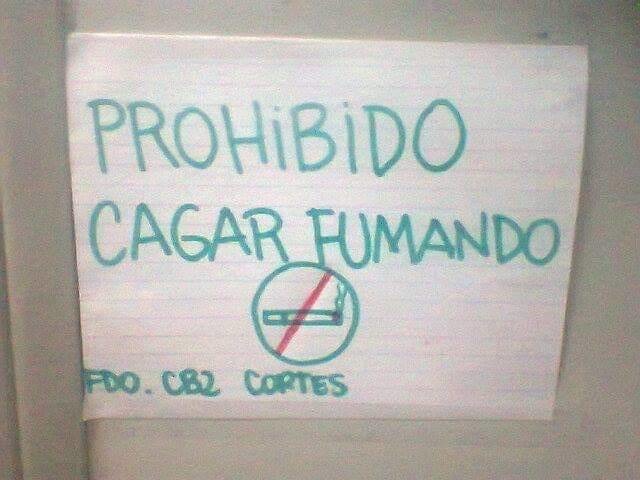 PROHiBiDO
CAGAR FUMANDO
FDO. CB2 CORTES